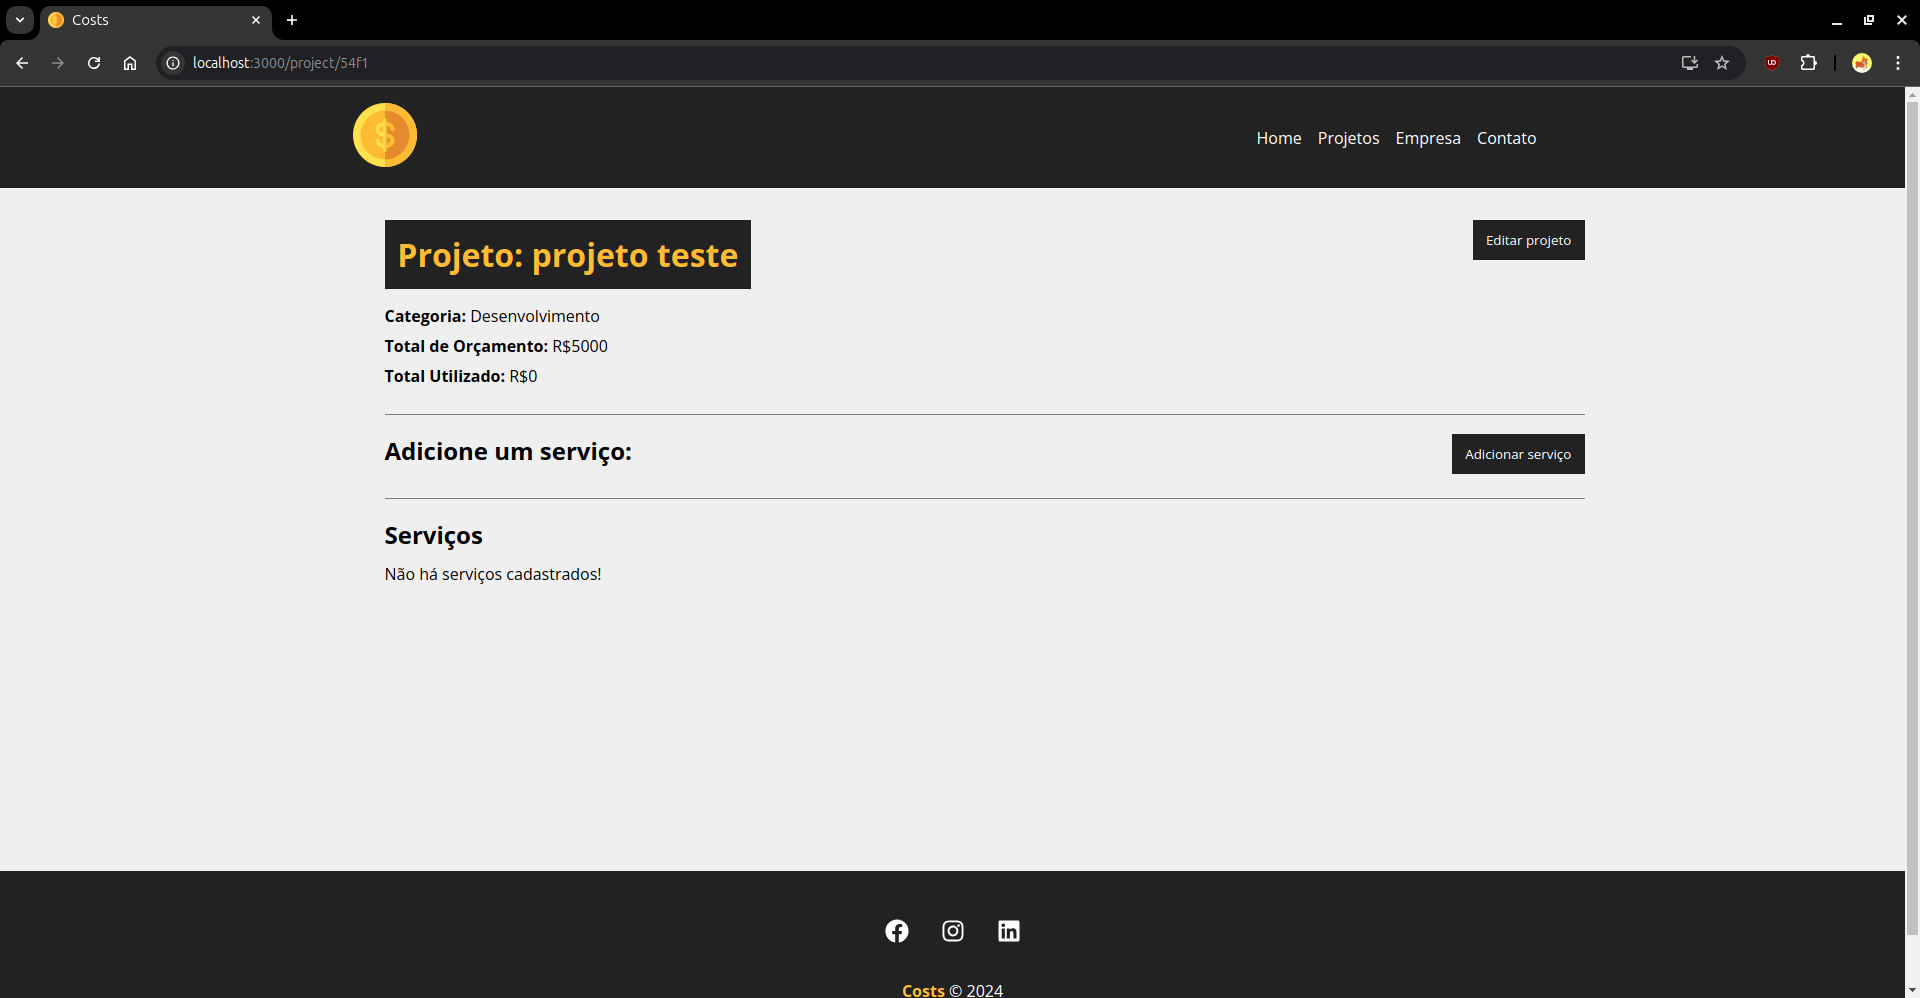 Costs
localhost:3000/project/54f1
$
Home Projetos Empresa Contato
Projeto: projeto teste
Editar projeto
Categoria: Desenvolvimento
Total de Orçamento: R$5000
Total Utilizado: R$0
Adicione um serviço:
Adicionar serviço
Serviços
Não há serviços cadastrados!
Costs © 2024